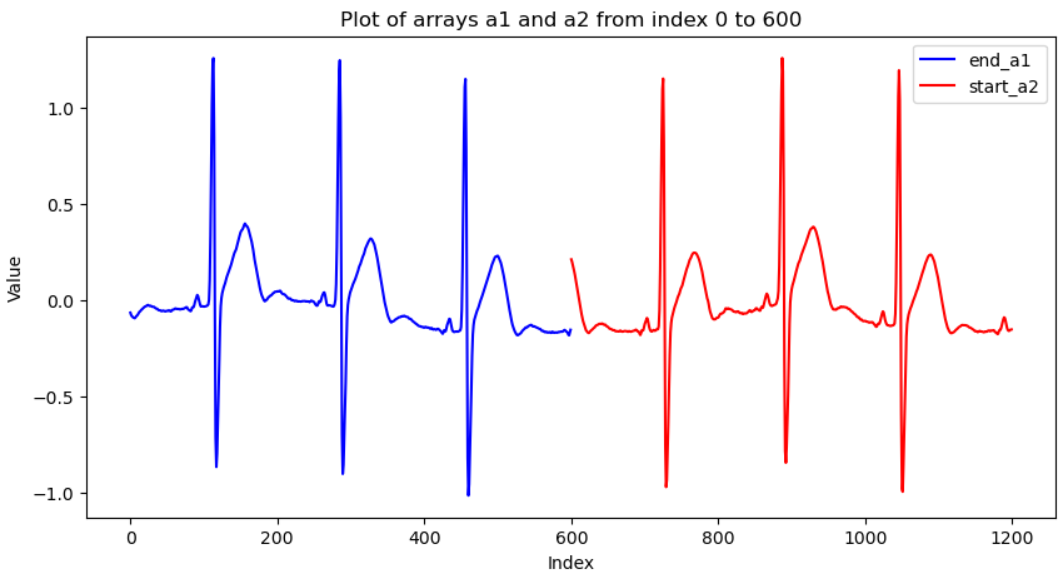 Plot of arrays a1 and a2 from index 0 to 600
end_a1
start_a2
Value
1.0
0.5
0.0
−0.5
−1.0
0 200 400 600 800 1000 1200
Index